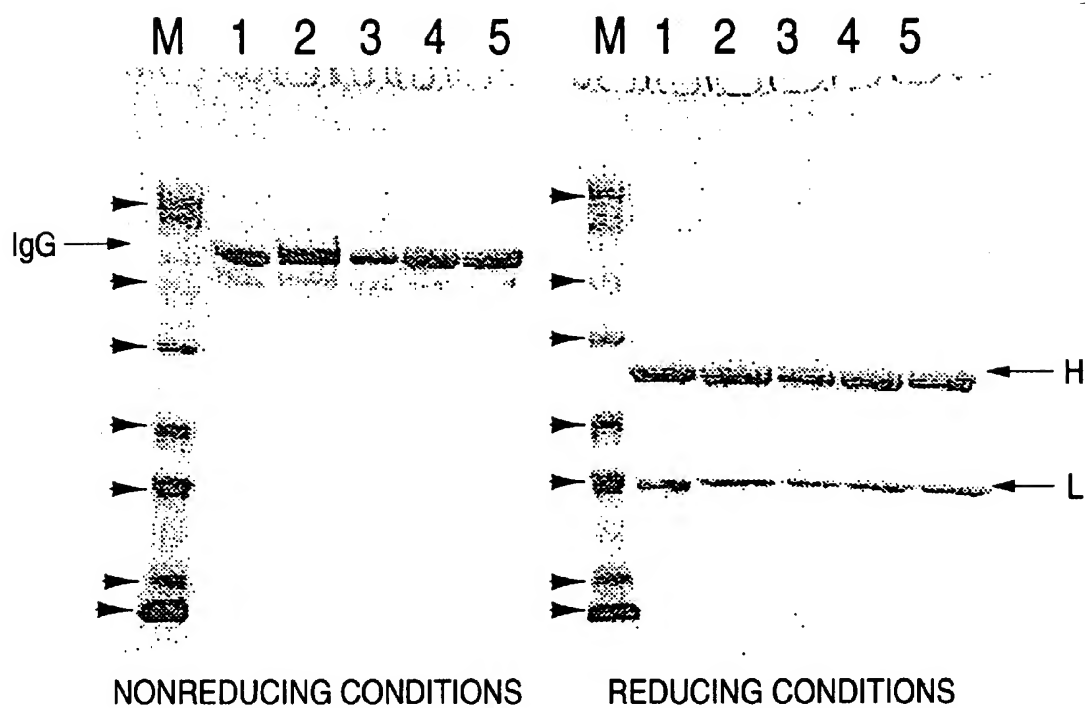 M 1 2 3 4 5
M 1 2 3 4 5
IgG
H
L
NONREDUCING CONDITIONS
REDUCING CONDITIONS